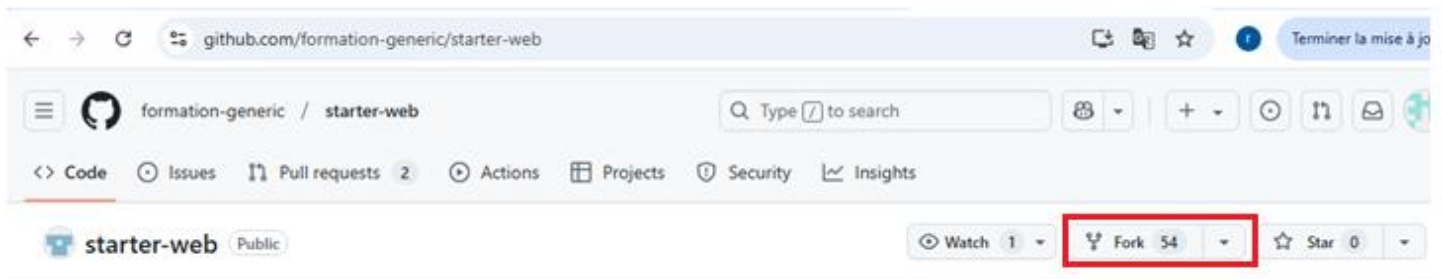 github.com/formation-generic/starter-web r Terminer la mise à jo
formation-generic / starter-web Type / to search
<> Code Issues Pull requests 2 Actions Projects Security Insights
starter-web Public Watch 1 Fork 54 Star 0